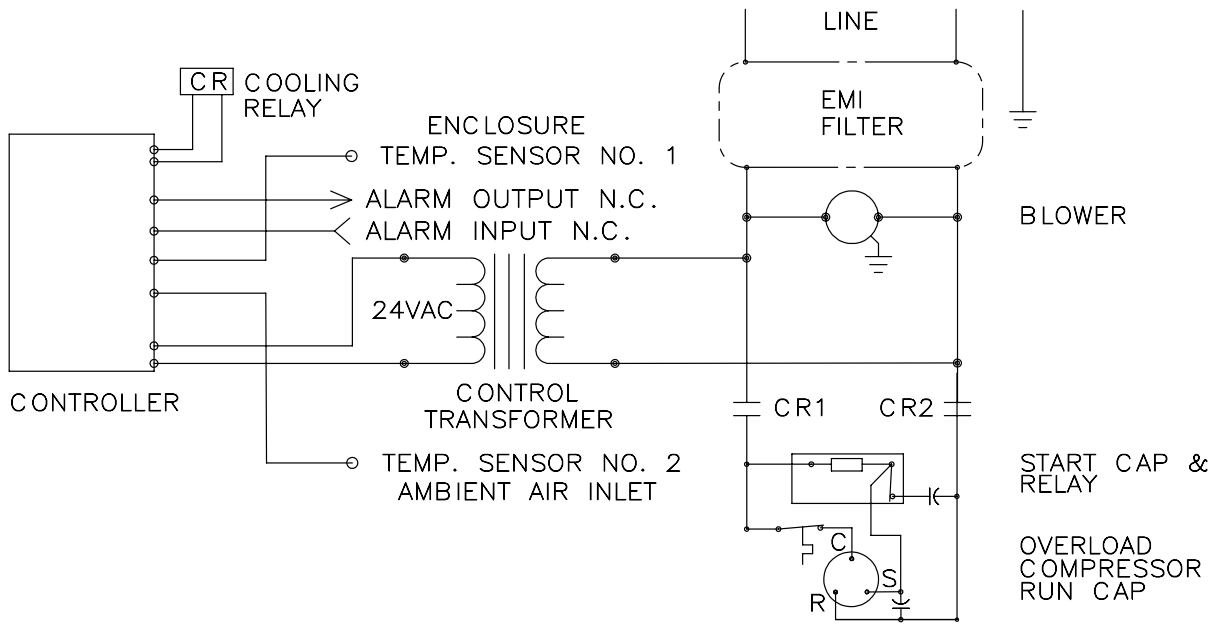 LINE
CR
COOLING
RELAY
EMI
FILTER
ENCLOSURE
TEMP. SENSOR NO. 1
ALARM OUTPUT N.C.
ALARM INPUT N.C.
BLOWER
24VAC
CONTROLLER
CONTROL
TRANSFORMER
CR1
CR2
TEMP. SENSOR NO. 2
AMBIENT AIR INLET
START CAP &
RELAY
C
S
R
OVERLOAD
COMPRESSOR
RUN CAP